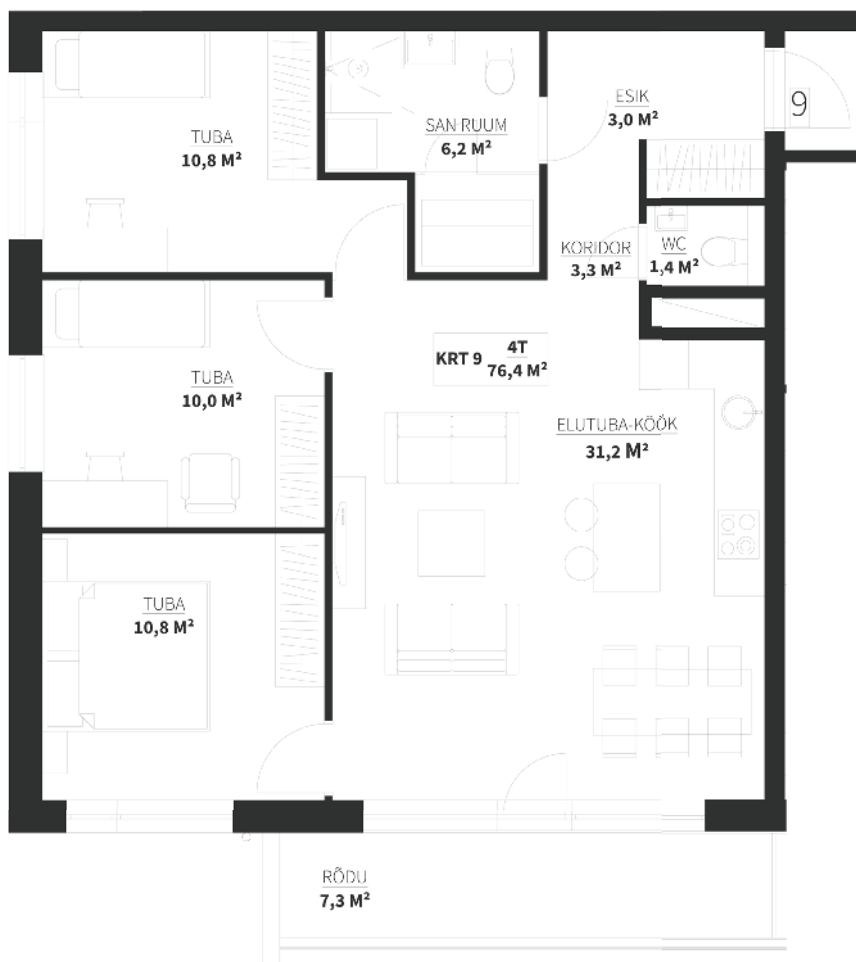 ESIK
3,0 M²
9
SAN.RUUM
6,2 M²
TUBA
10,8 M²
KORIDOR
3,3 M²
WC
1,4 M²
KRT 9
4T
76,4 M²
TUBA
10,0 M²
ELUTUBA-KÖÖK
31,2 M²
TUBA
10,8 M²
RÕDU
7,3 M²